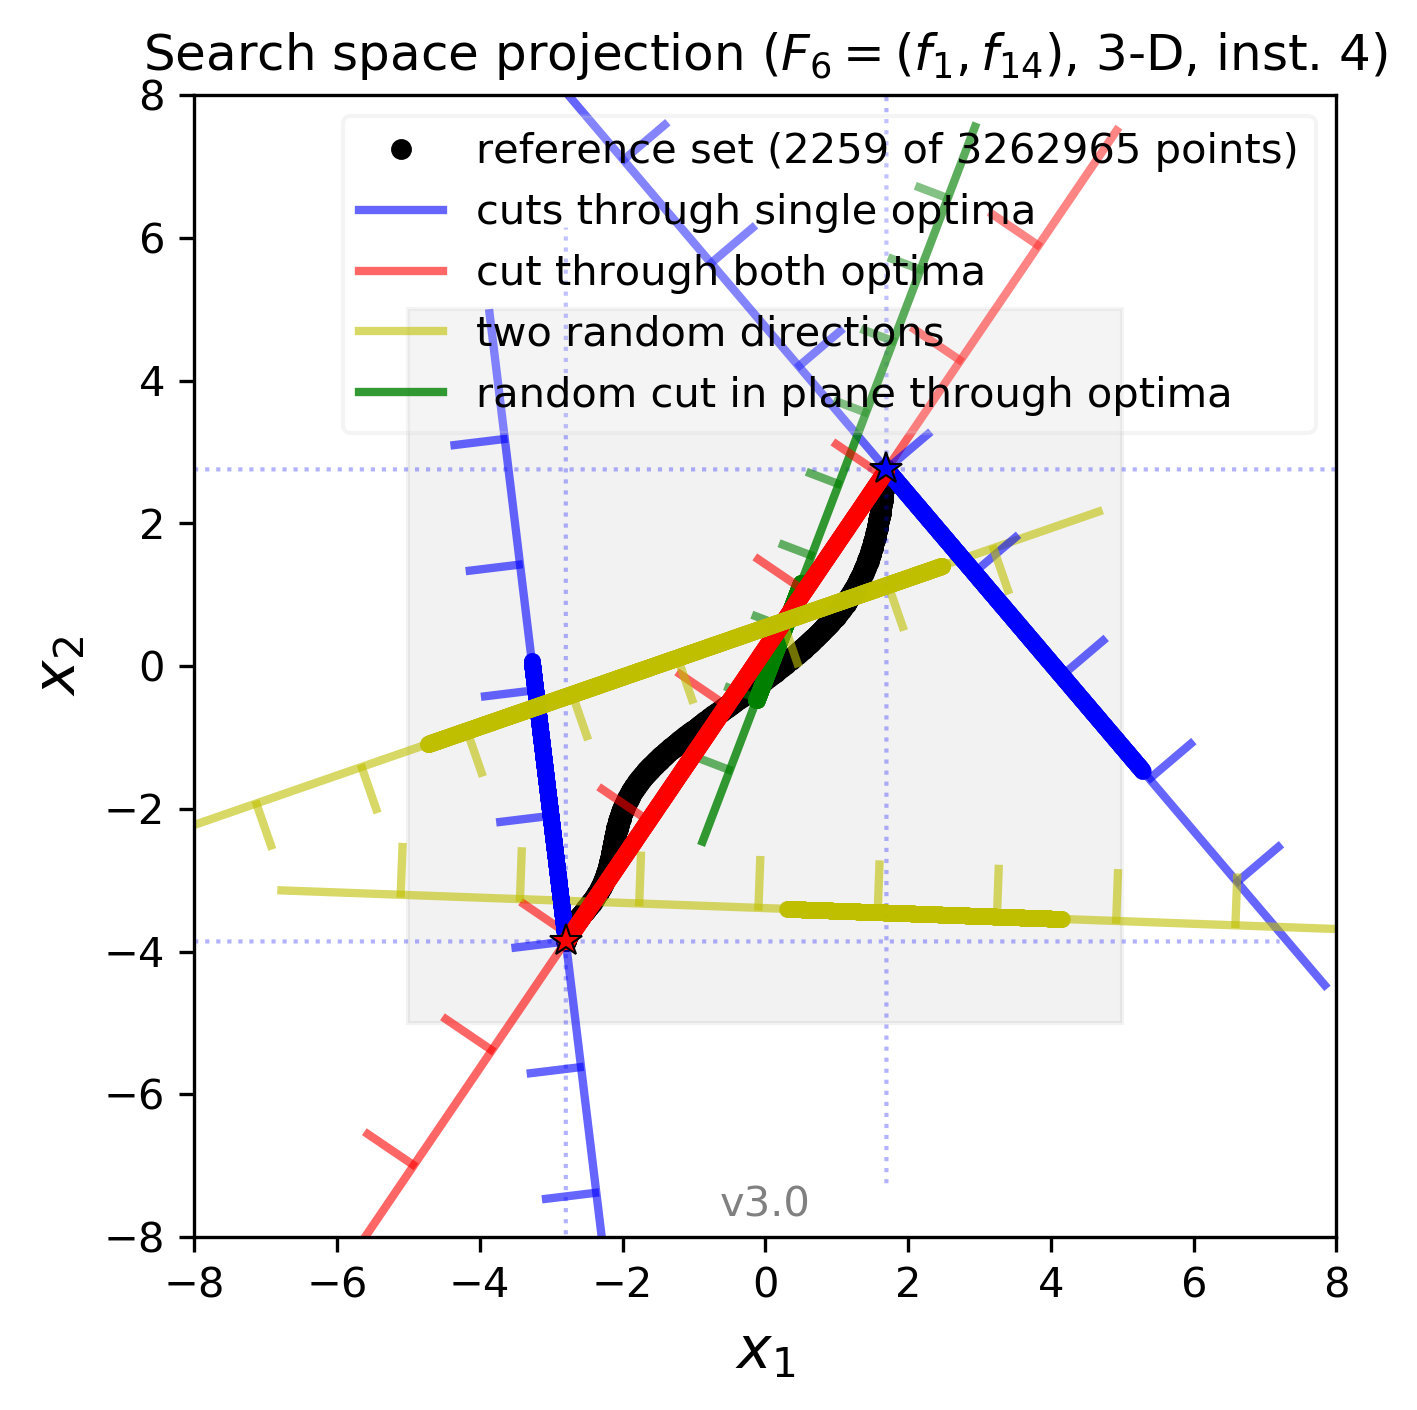 Search space projection (F₆ = (f₁, f₁₄), 3-D, inst. 4)
reference set (2259 of 3262965 points)
cuts through single optima
cut through both optima
two random directions
random cut in plane through optima
8
6
4
2
0
−2
−4
−6
−8
x₂
v3.0
−8 −6 −4 −2 0 2 4 6 8
x₁